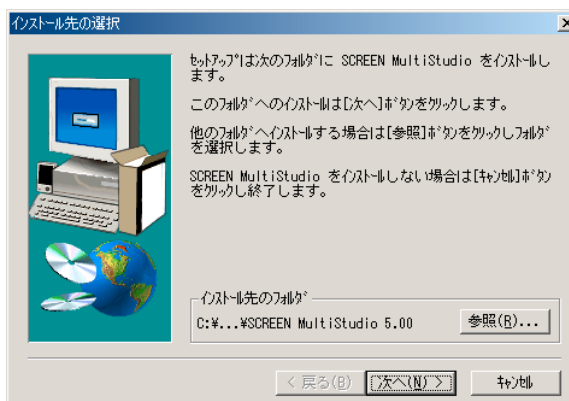 インストール先の選択
ｾｯﾄｱｯﾌﾟは次のﾌｫﾙﾀﾞに SCREEN MultiStudio をｲﾝｽﾄｰﾙし
ます。
このﾌｫﾙﾀﾞへのｲﾝｽﾄｰﾙは[次へ]ﾎﾞﾀﾝをｸﾘｯｸします。
他のﾌｫﾙﾀﾞへｲﾝｽﾄｰﾙする場合は[参照]ﾎﾞﾀﾝをｸﾘｯｸしﾌｫﾙﾀﾞ
を選択します。
SCREEN MultiStudio をｲﾝｽﾄｰﾙしない場合は[ｷｬﾝｾﾙ]ﾎﾞﾀﾝ
をｸﾘｯｸし終了します。
ｲﾝｽﾄｰﾙ先のﾌｫﾙﾀﾞ
C:¥...¥SCREEN MultiStudio 5.00
参照(R)...
< 戻る(B)
次へ(N) >
ｷｬﾝｾﾙ